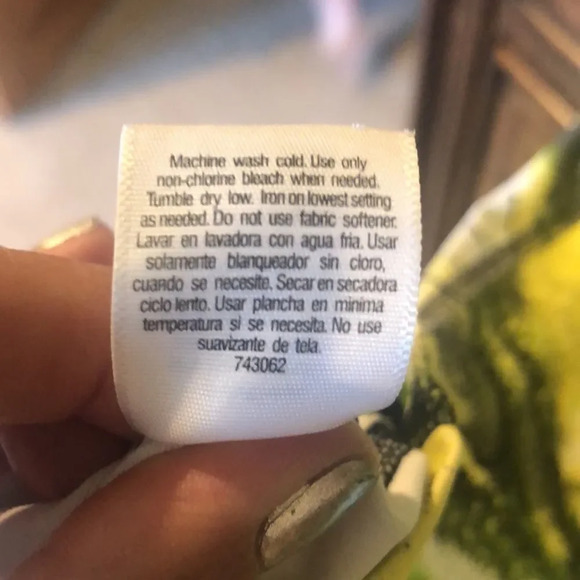 Machine wash cold. Use only
non-chlorine bleach when needed.
Tumble dry low. Iron on lowest setting
as needed. Do not use fabric softener.
Lavar en lavadora con agua fria. Usar
solamente blanqueador sin cloro,
cuando se necesite. Secar en secadora
ciclo lento. Usar plancha en minima
temperatura si se necesita. No use
suavizante de tela.
743062